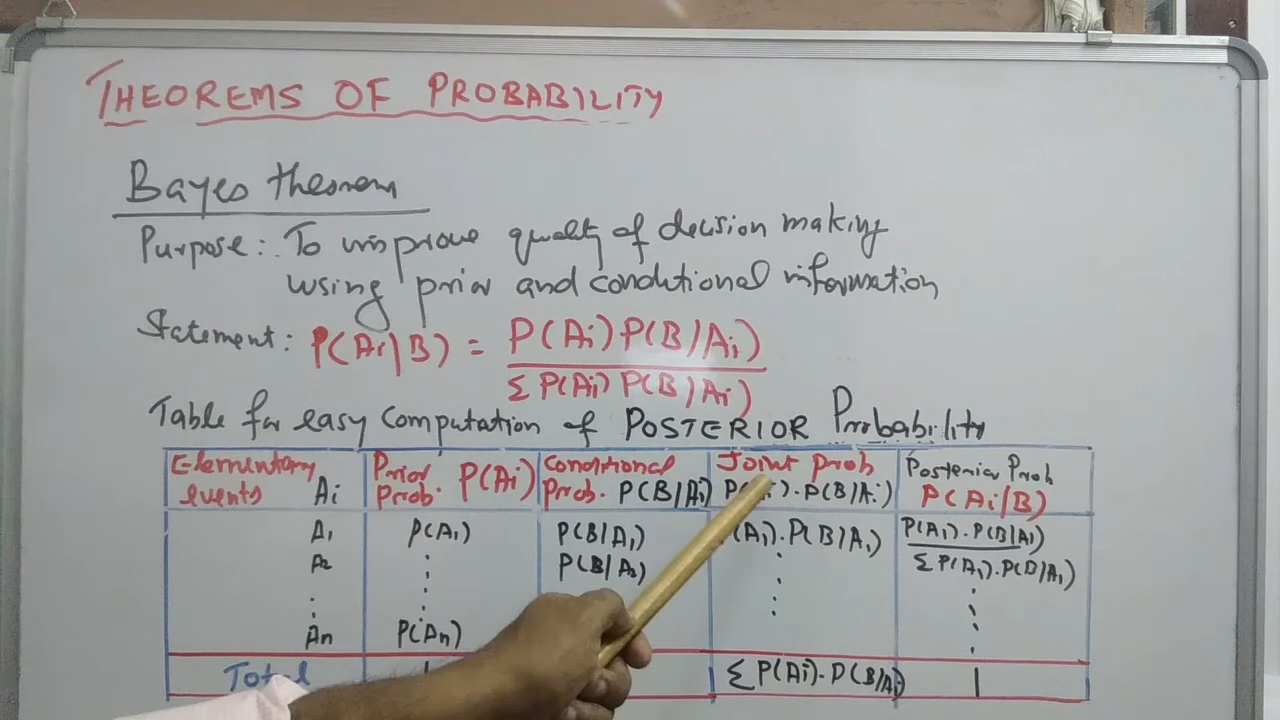 THEOREMS OF PROBABILITY
Bayes theorem
Purpose: To improve quality of decision making
using prior and conditional information
Statement: P(Ai|B) = P(Ai) P(B/Ai)
Σ P(Ai) P(B/Ai)
Table for easy computation of POSTERIOR Probability
Elementary events Ai
Prior prob. P(Ai)
Conditional prob. P(B/Ai)
Joint prob P( ).P(B/Ai)
Posterior Prob P(Ai/B)
A1 P(A1) P(B/A1) (A1).P(B/A1) P(A1).P(B/A1)
A2 ⋮ P(B/A2) ⋮ Σ P(A1).P(B/A1)
⋮ ⋮
An P(An)
Total Σ P(Ai).P(B/Ai) 1